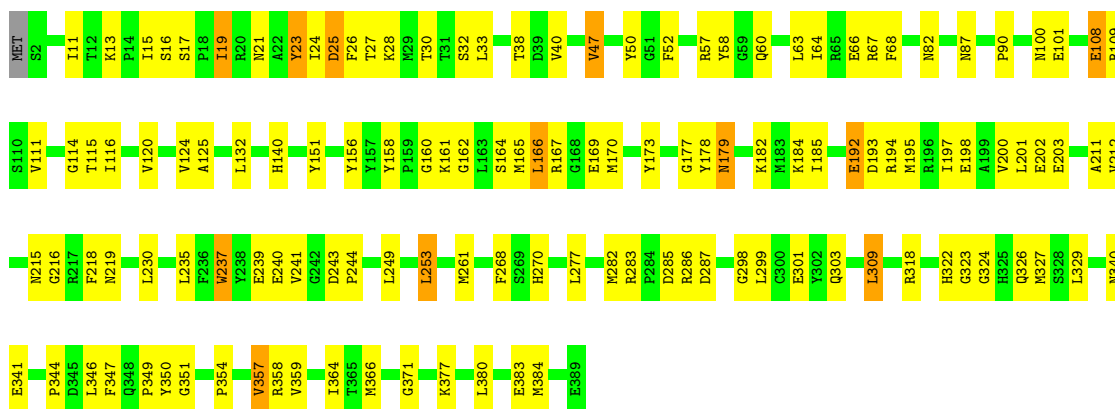 MET S2 I11 T12 K13 P14 I15 S16 S17 P18 I19 R20 N21 A22 Y23 I24 D25 F26 T27 K28 M29 T30 T31 S32 L33 T38 D39 V40 V47 Y50 G51 F52 R57 Y58 G59 Q60 L63 I64 R65 E66 R67 F68 N82 N87 P90 N100 E101 E108
S110 V111 G114 T115 I116 V120 V124 A125 L132 H140 Y151 Y156 Y157 Y158 P159 G160 K161 G162 L163 S164 M165 L166 R167 G168 E169 M170 Y173 G177 Y178 N179 K182 M183 K184 I185 E192 D193 R194 M195 R196 I197 E198 A199 V200 L201 E202 E203 A211
N215 G216 R217 F218 N219 L230 L235 F236 W237 Y238 E239 E240 V241 G242 D243 P244 L249 L253 M261 F268 S269 H270 L277 M282 R283 P284 D285 R286 D287 G298 L299 C300 E301 Y302 Q303 L309 R318 H322 G323 G324 H325 Q326 M327 S328 L329 N340
E341 P344 D345 L346 F347 Q348 P349 Y350 G351 P354 V357 R358 V359 I364 T365 M366 G371 K377 L380 E383 M384 E389